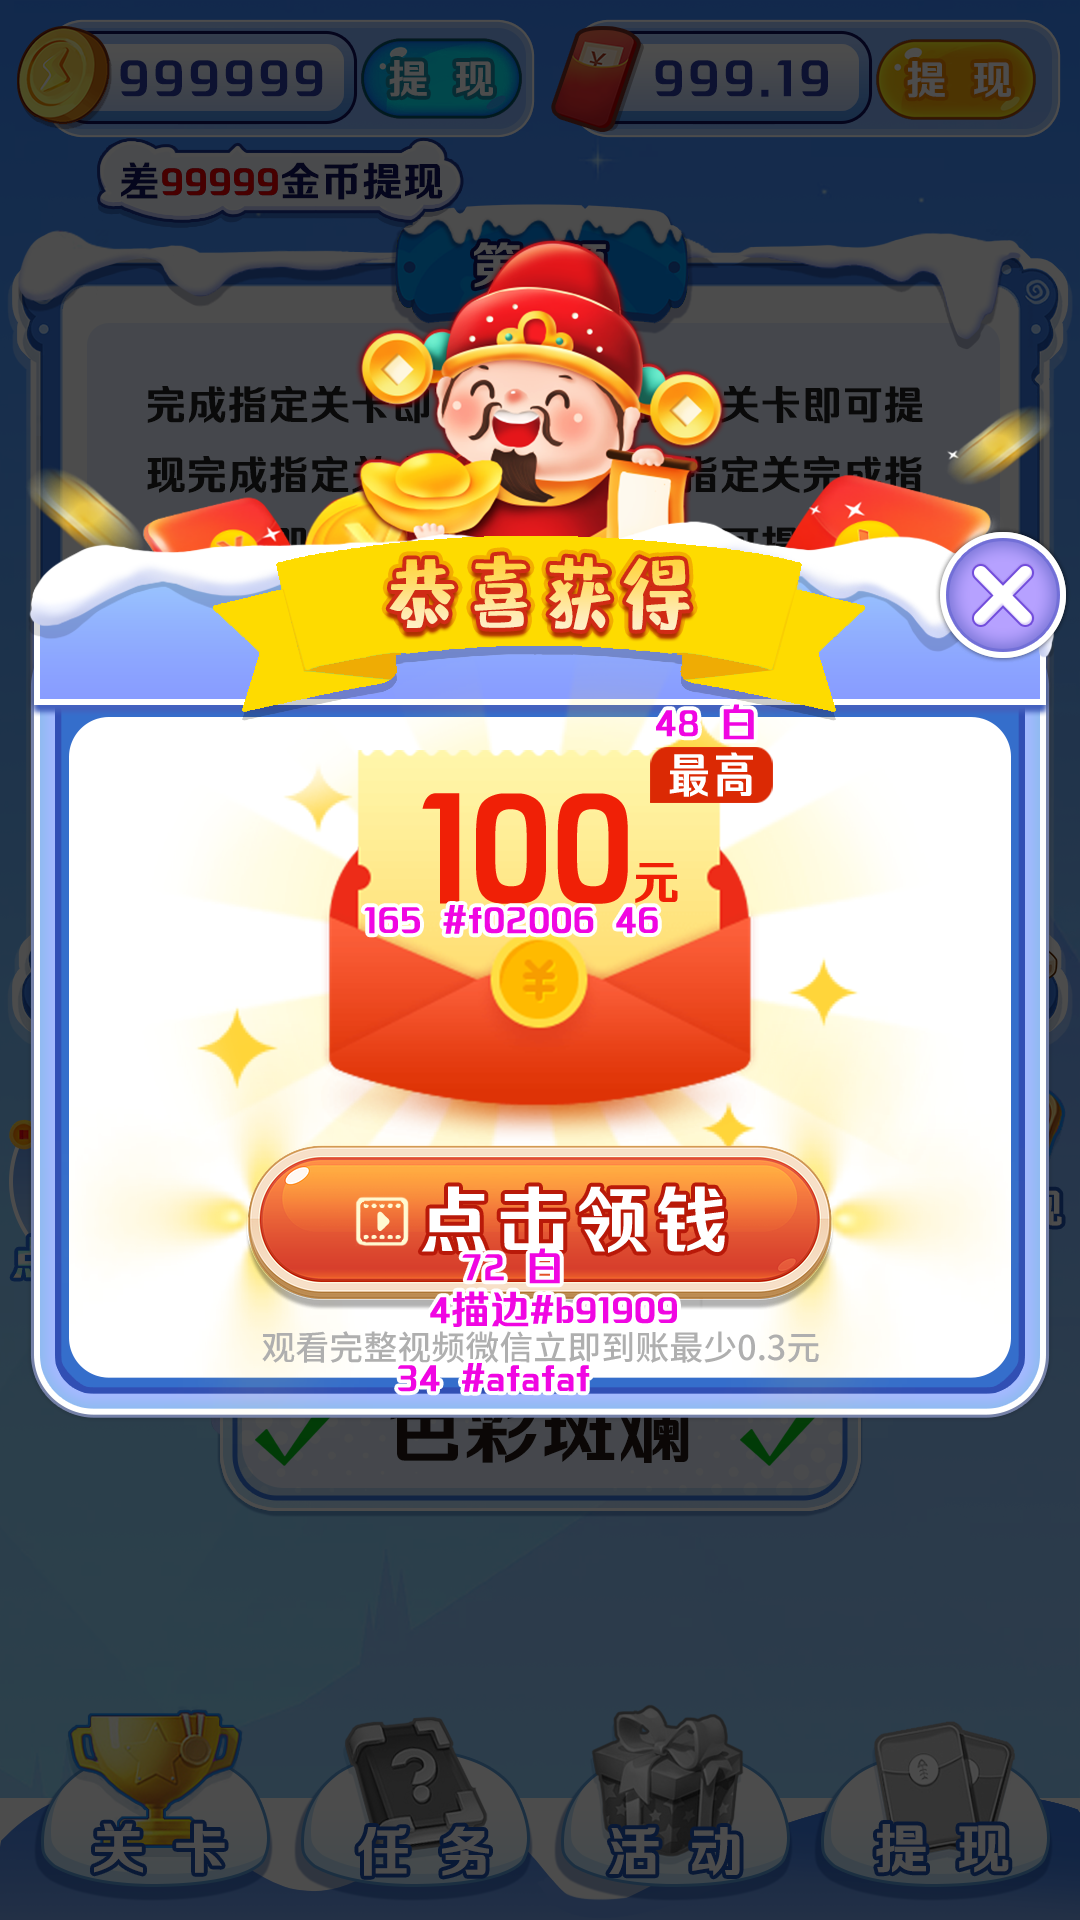 999999 提 现 999.19 提 现
差99999金币提现
完成指定关卡即 关卡即可提
现完成指定关 指定关完成指
恭喜获得
48 白
最高
100元
165 #f02006 46
点击领钱
72 白
4描边#b91909
观看完整视频微信立即到账最少0.3元
34 #afafaf
色彩斑斓
关 卡 任 务 活 动 提 现